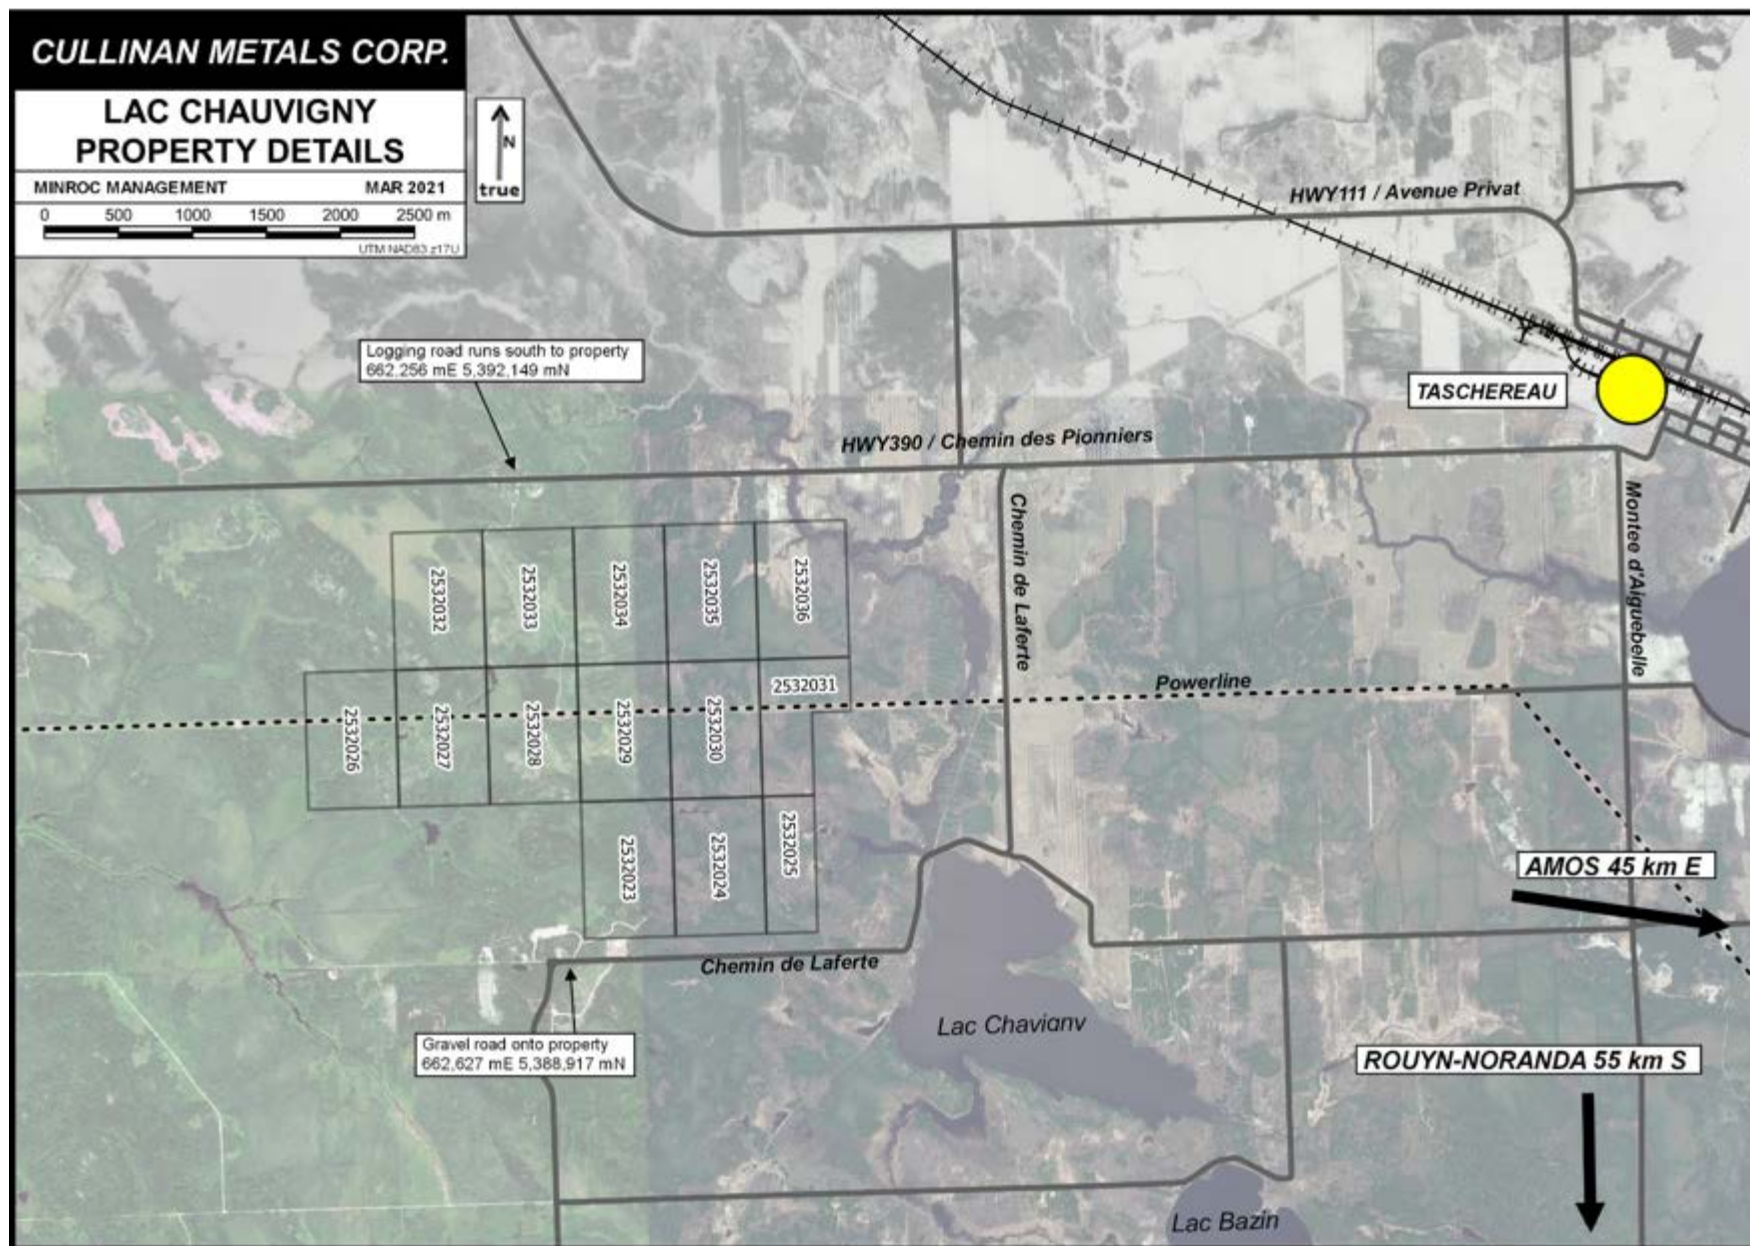 CULLINAN METALS CORP.
LAC CHAUVIGNY
PROPERTY DETAILS
MINROC MANAGEMENT MAR 2021
0 500 1000 1500 2000 2500 m
UTM NAD83 z17U
N
true
HWY111 / Avenue Privat
Logging road runs south to property
662,256 mE 5,392,149 mN
TASCHEREAU
HWY390 / Chemin des Pionniers
Chemin de Laferte
Montee d'Aiguebelle
2532032
2532033
2532034
2532035
2532036
2532031
Powerline
2532026
2532027
2532028
2532029
2532030
2532023
2532024
2532025
AMOS 45 km E
Chemin de Laferte
Lac Chavigny
Gravel road onto property
662,627 mE 5,388,917 mN
ROUYN-NORANDA 55 km S
Lac Bazin